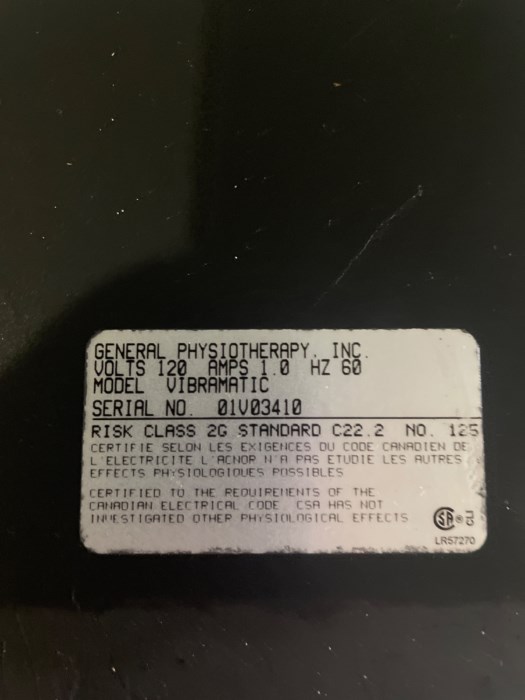 GENERAL PHYSIOTHERAPY, INC.
VOLTS 120 AMPS 1.0 HZ 60
MODEL VIBRAMATIC
SERIAL NO. 01V03410
RISK CLASS 2G STANDARD C22.2 NO. 125
CERTIFIE SELON LES EXIGENCES DU CODE CANADIEN DE
L'ELECTRICITE L'ACNOR N'A PAS ETUDIE LES AUTRES
EFFECTS PHYSIOLOGIQUES POSSIBLES
CERTIFIED TO THE REQUIREMENTS OF THE
CANADIAN ELECTRICAL CODE CSA HAS NOT
INVESTIGATED OTHER PHYSIOLOGICAL EFFECTS
SA ®
LR57270